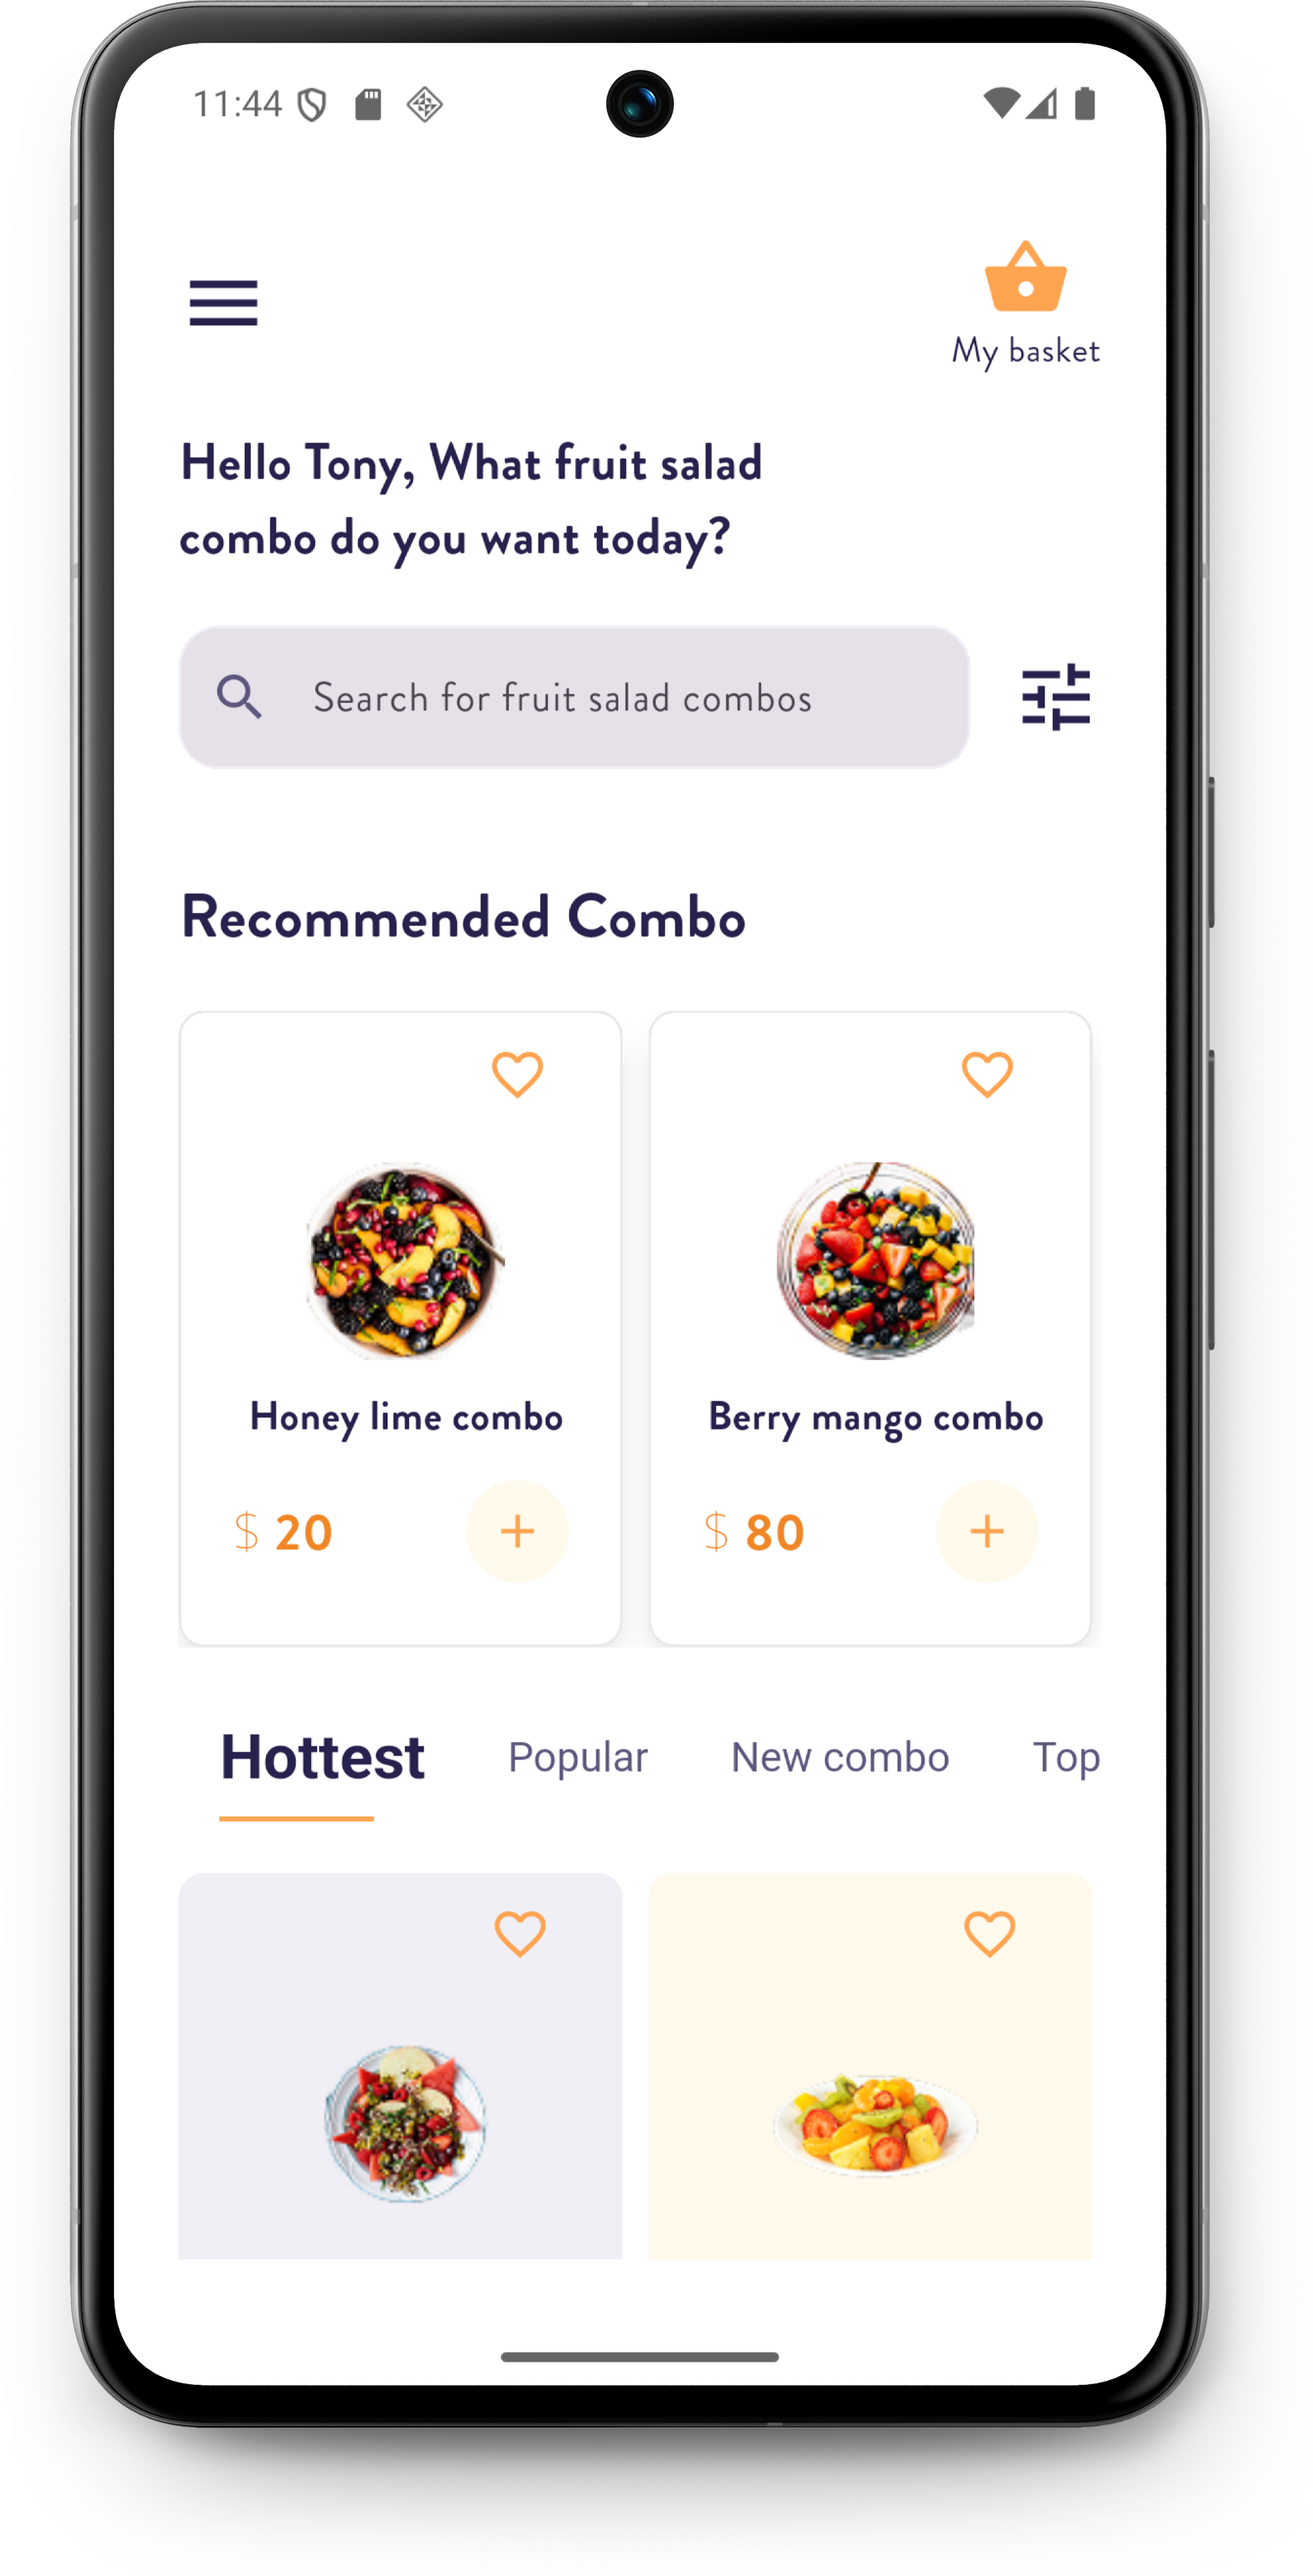 11:44
My basket
Hello Tony, What fruit salad
combo do you want today?
Search for fruit salad combos
Recommended Combo
Honey lime combo
Berry mango combo
$ 20
$ 80
Hottest Popular New combo Top